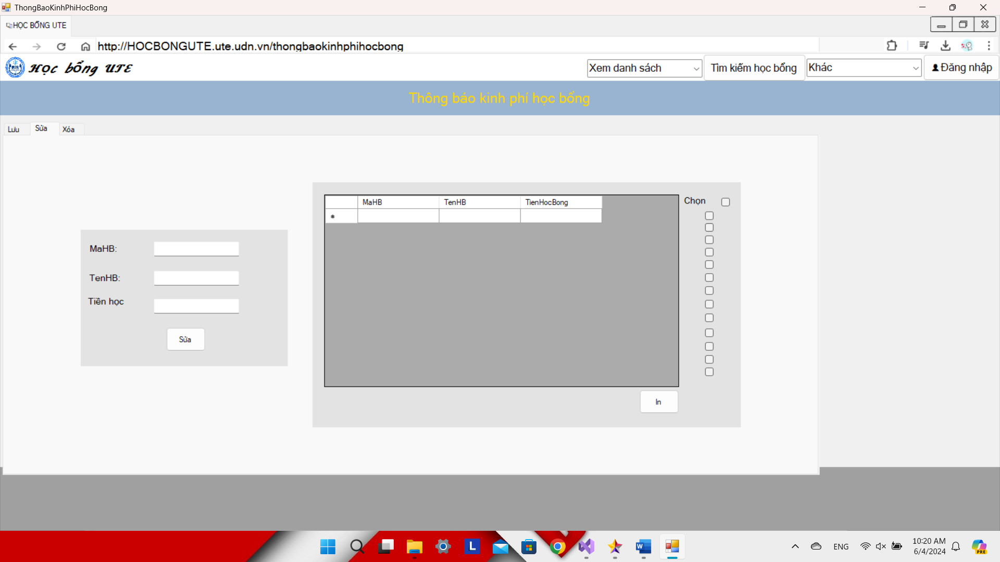 ThongBaoKinhPhiHocBong
HỌC BỔNG UTE
http://HOCBONGUTE.ute.udn.vn/thongbaokinhphihocbong
Học bổng UTE
Xem danh sách
Tìm kiếm học bổng
Khác
Đăng nhập
Thông báo kinh phí học bổng
Lưu
Sửa
Xóa
MaHB:
TenHB:
Tiền học
Sửa
MaHB TenHB TienHocBong
Chọn
In
ENG
10:20 AM
6/4/2024
PRE